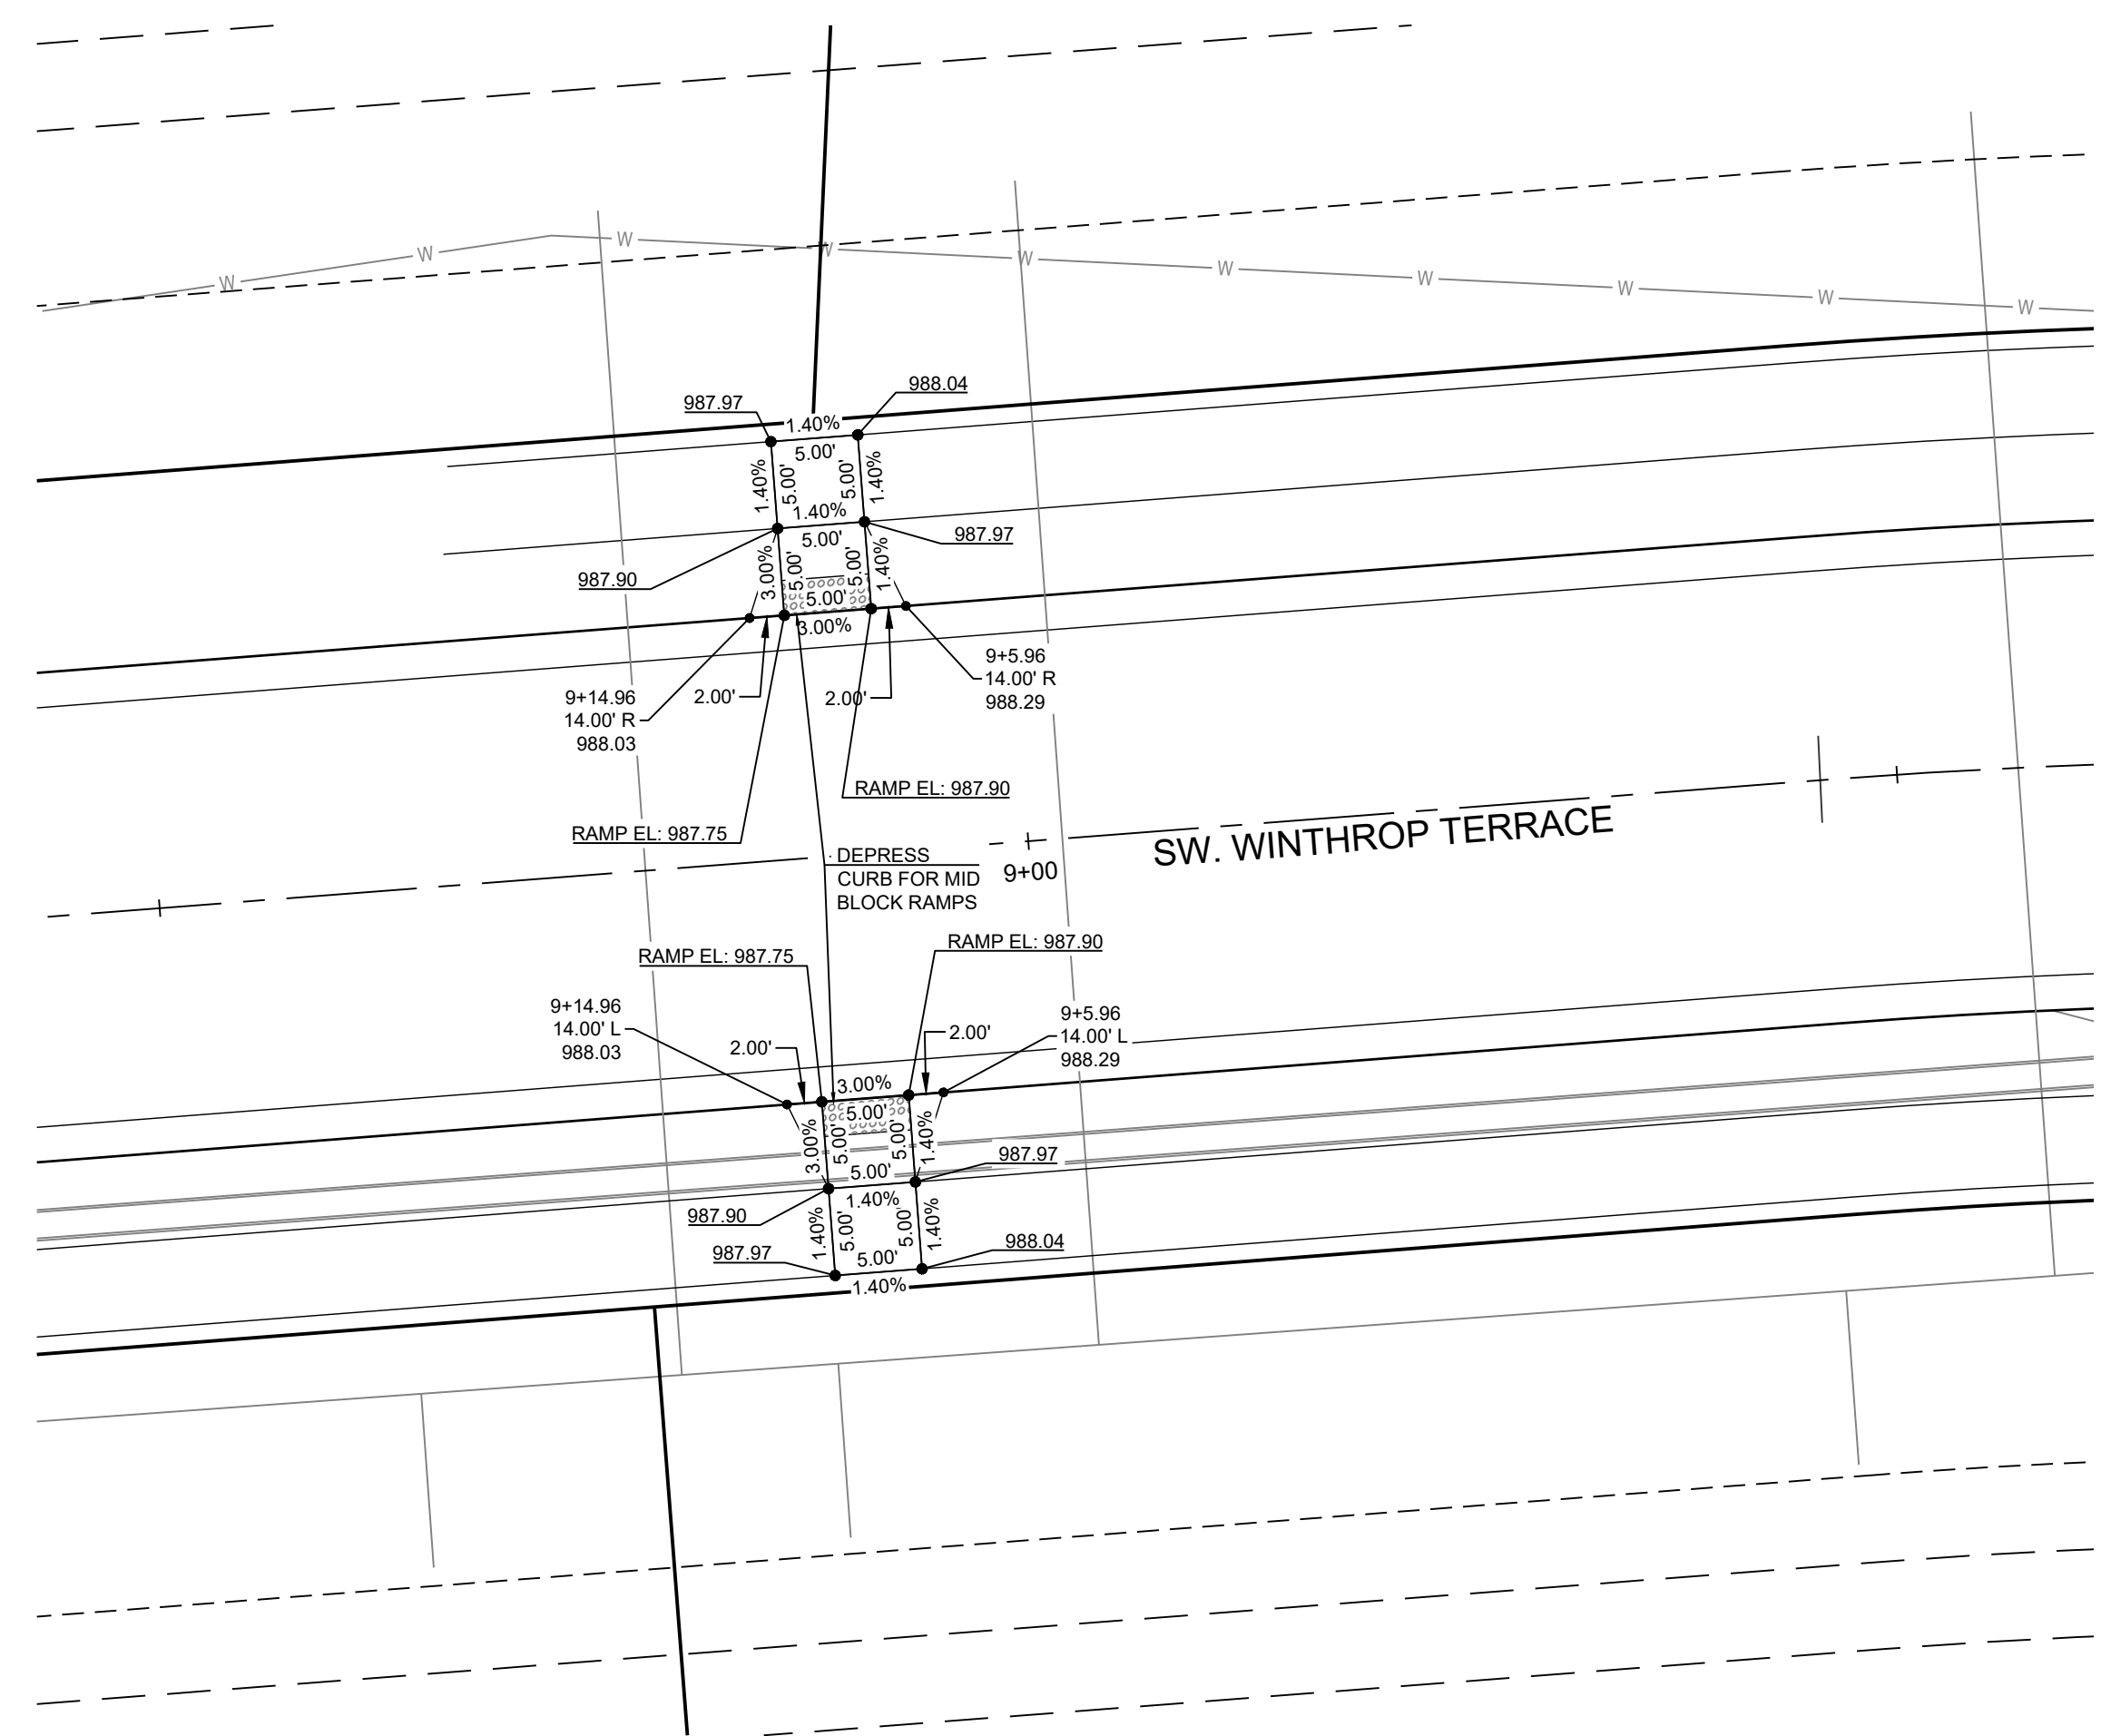 W
W
W
W
W
W
W
W
W
988.04
987.97
1.40%
5.00'
1.40%
5.00'
5.00'
1.40%
1.40%
987.97
5.00'
987.90
3.00%
5.00'
5.00'
1.40%
5.00'
3.00%
9+5.96
14.00' R
988.29
9+14.96
14.00' R
988.03
2.00'
2.00'
RAMP EL: 987.90
RAMP EL: 987.75
SW. WINTHROP TERRACE
DEPRESS
CURB FOR MID
BLOCK RAMPS
9+00
RAMP EL: 987.90
RAMP EL: 987.75
9+14.96
14.00' L
988.03
9+5.96
14.00' L
988.29
2.00'
2.00'
3.00%
5.00'
3.00%
5.00'
5.00'
1.40%
987.97
5.00'
1.40%
987.90
1.40%
5.00'
5.00'
1.40%
988.04
987.97
5.00'
1.40%